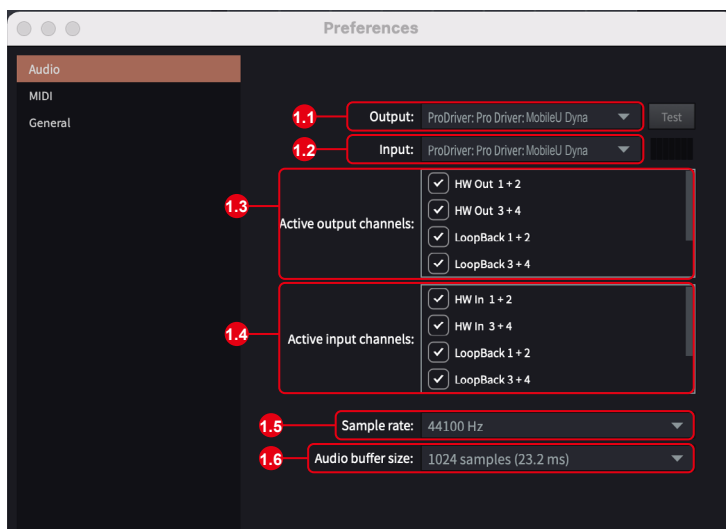 Preferences
Audio
MIDI
General
1.1 Output: ProDriver: Pro Driver: MobileU Dyna Test
1.2 Input: ProDriver: Pro Driver: MobileU Dyna
1.3 Active output channels:
HW Out 1 + 2
HW Out 3 + 4
LoopBack 1 + 2
LoopBack 3 + 4
1.4 Active input channels:
HW In 1 + 2
HW In 3 + 4
LoopBack 1 + 2
LoopBack 3 + 4
1.5 Sample rate: 44100 Hz
1.6 Audio buffer size: 1024 samples (23.2 ms)